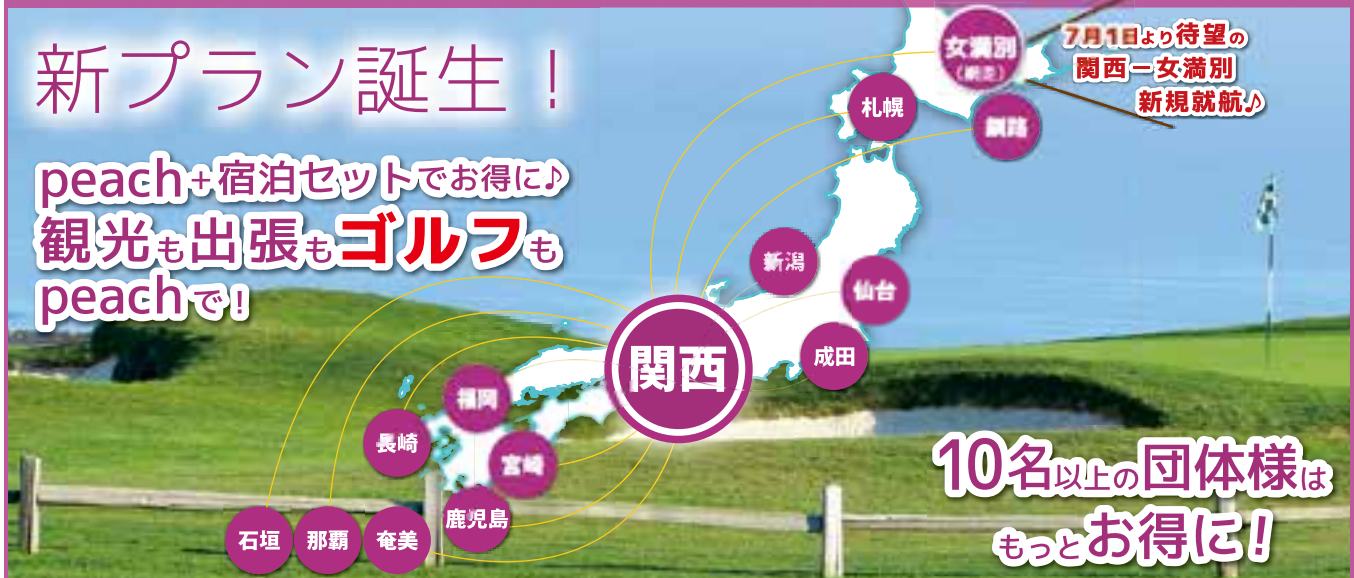 新プラン誕生！
peach+宿泊セットでお得に♪
観光も出張もゴルフも
peachで！
7月1日より待望の
関西ー女満別
新規就航♪
女満別
（網走）
札幌
釧路
新潟
仙台
成田
関西
福岡
長崎
宮崎
鹿児島
石垣
那覇
奄美
10名以上の団体様は
もっとお得に！